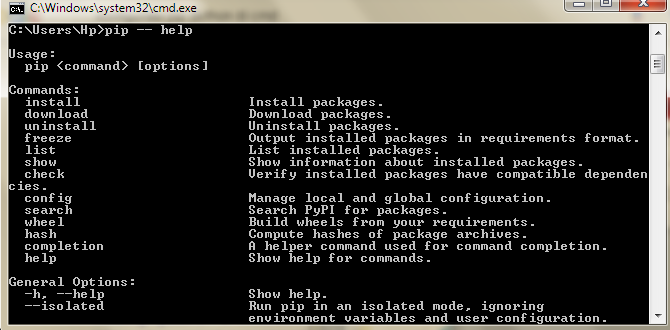 C:\Windows\system32\cmd.exe
C:\Users\Hp>pip -- help
Usage:
  pip <command> [options]
Commands:
  install                     Install packages.
  download                    Download packages.
  uninstall                   Uninstall packages.
  freeze                      Output installed packages in requirements format.
  list                        List installed packages.
  show                        Show information about installed packages.
  check                       Verify installed packages have compatible dependen
cies.
  config                      Manage local and global configuration.
  search                      Search PyPI for packages.
  wheel                       Build wheels from your requirements.
  hash                        Compute hashes of package archives.
  completion                  A helper command used for command completion.
  help                        Show help for commands.
General Options:
  -h, --help                  Show help.
  --isolated                  Run pip in an isolated mode, ignoring
                              environment variables and user configuration.